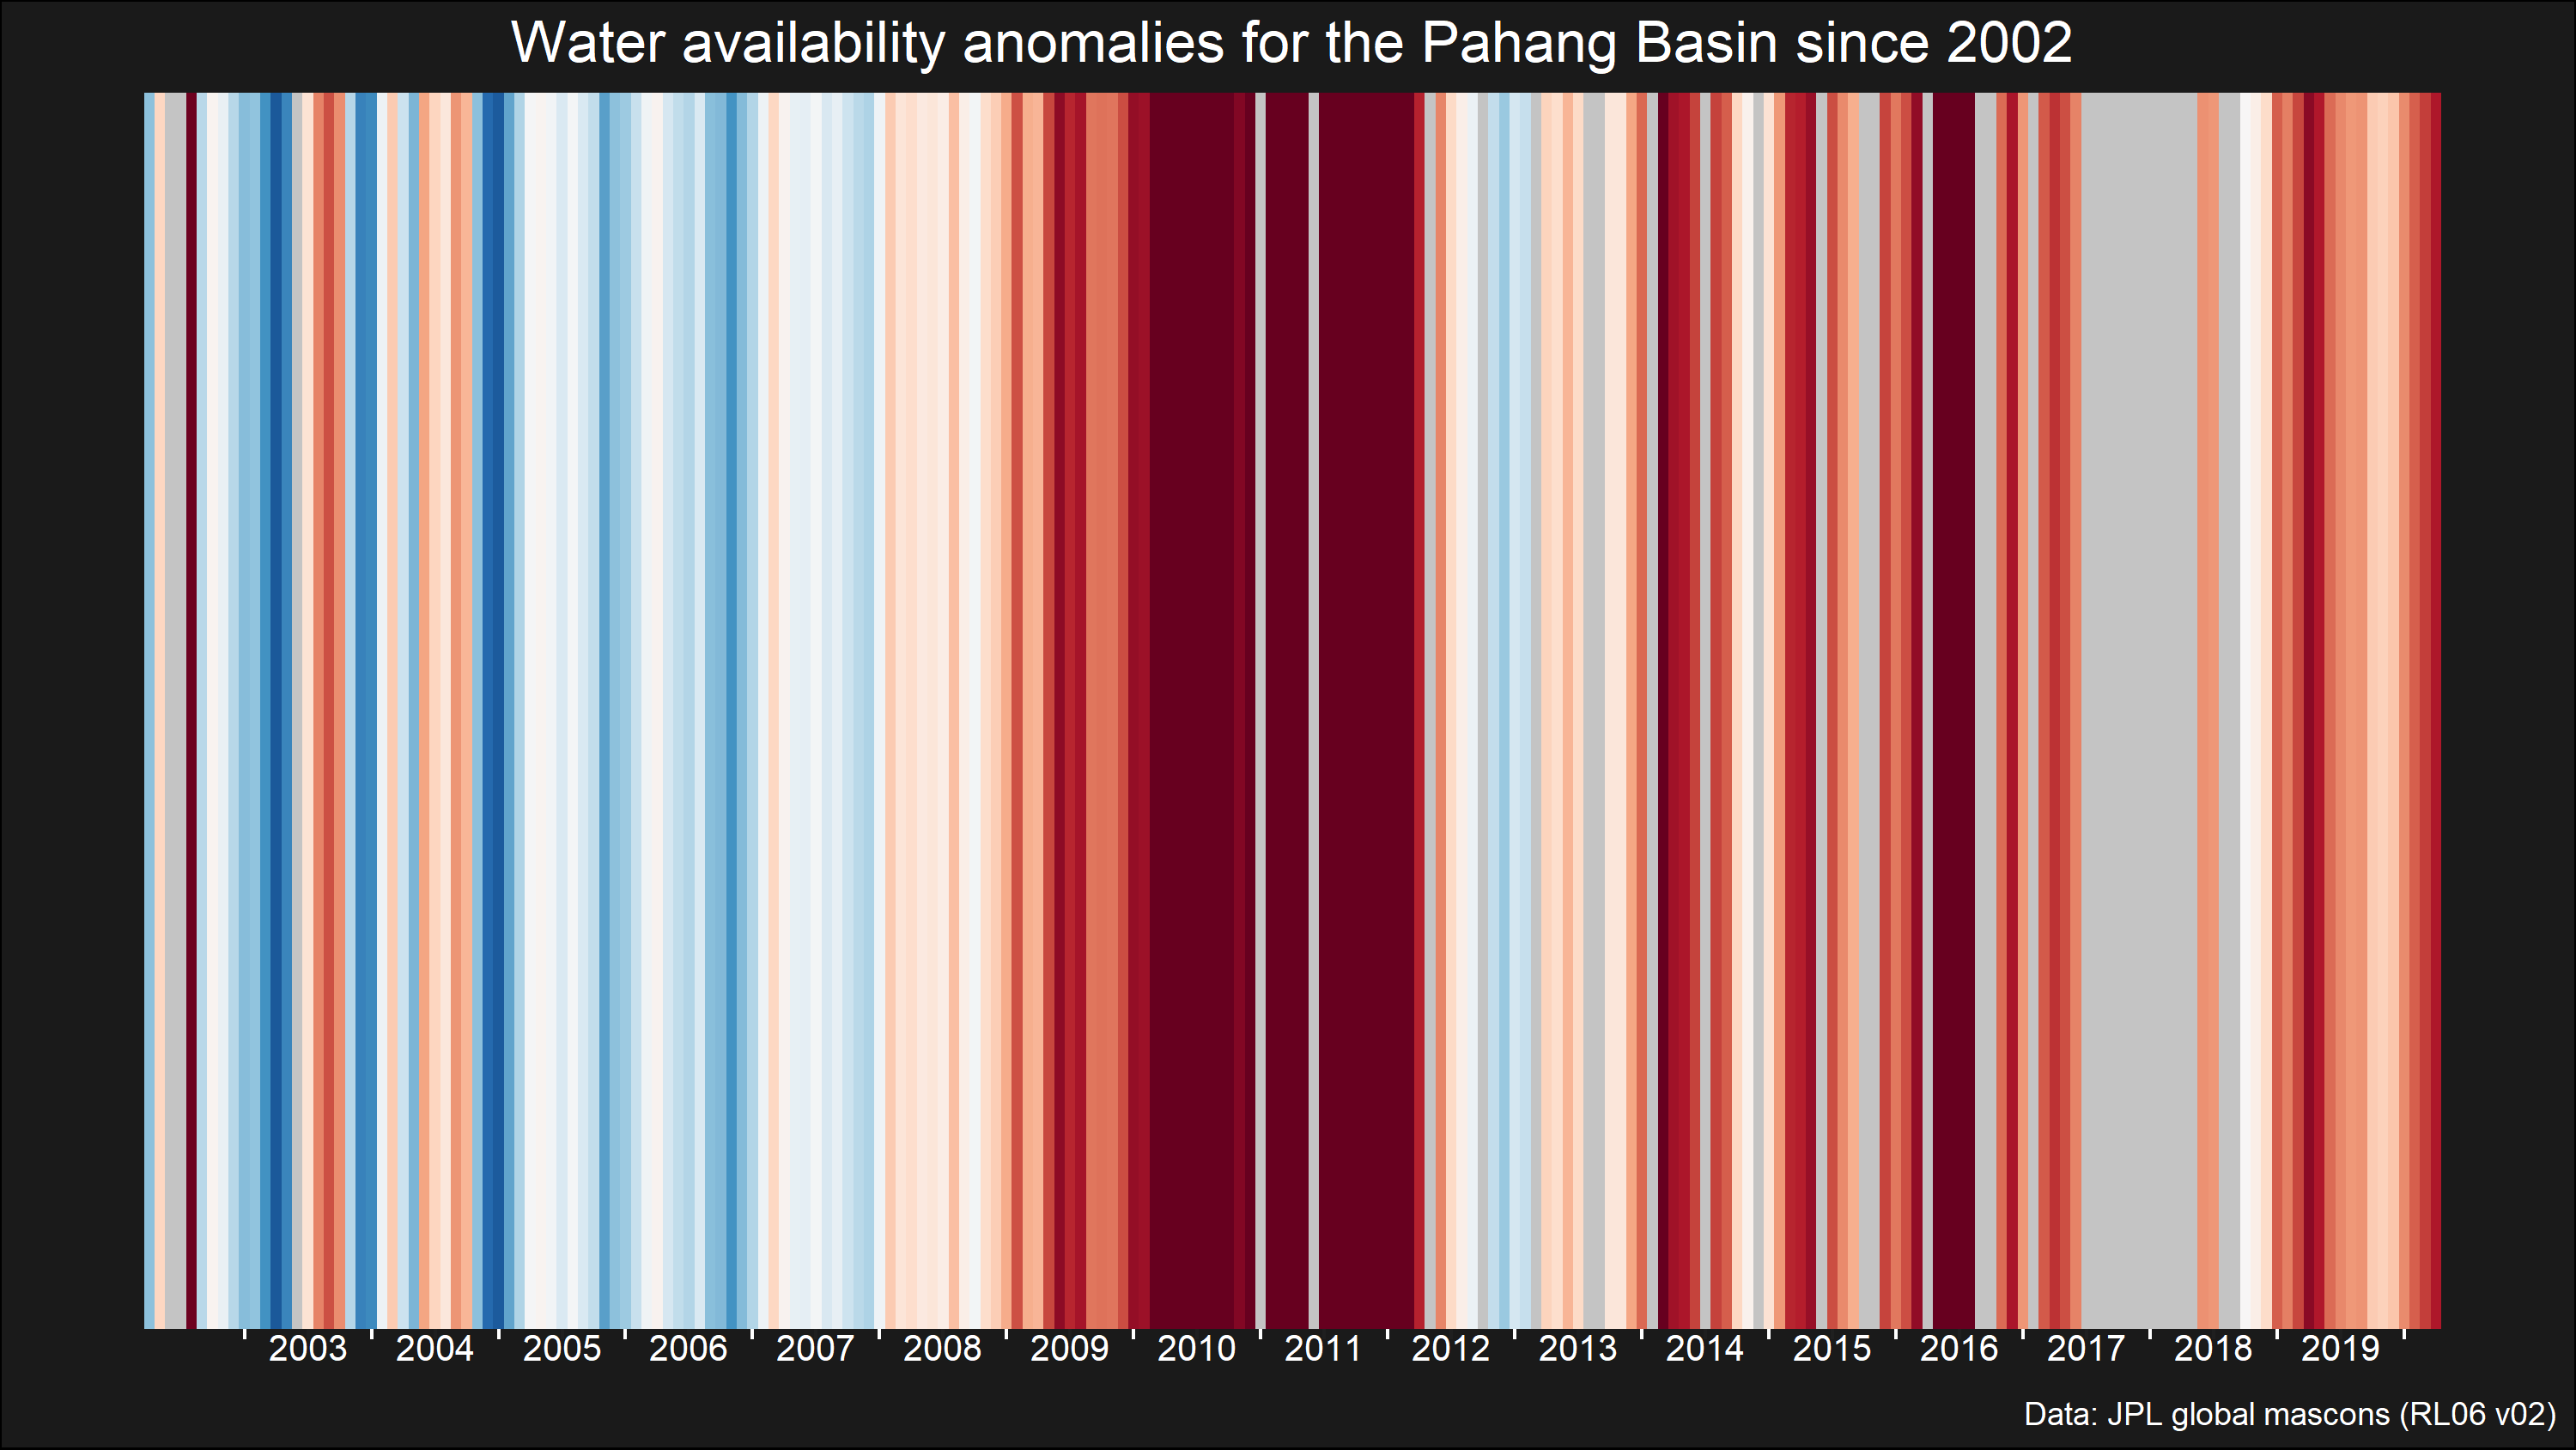 Water availability anomalies for the Pahang Basin since 2002
2003 2004 2005 2006 2007 2008 2009 2010 2011 2012 2013 2014 2015 2016 2017 2018 2019
Data: JPL global mascons (RL06 v02)